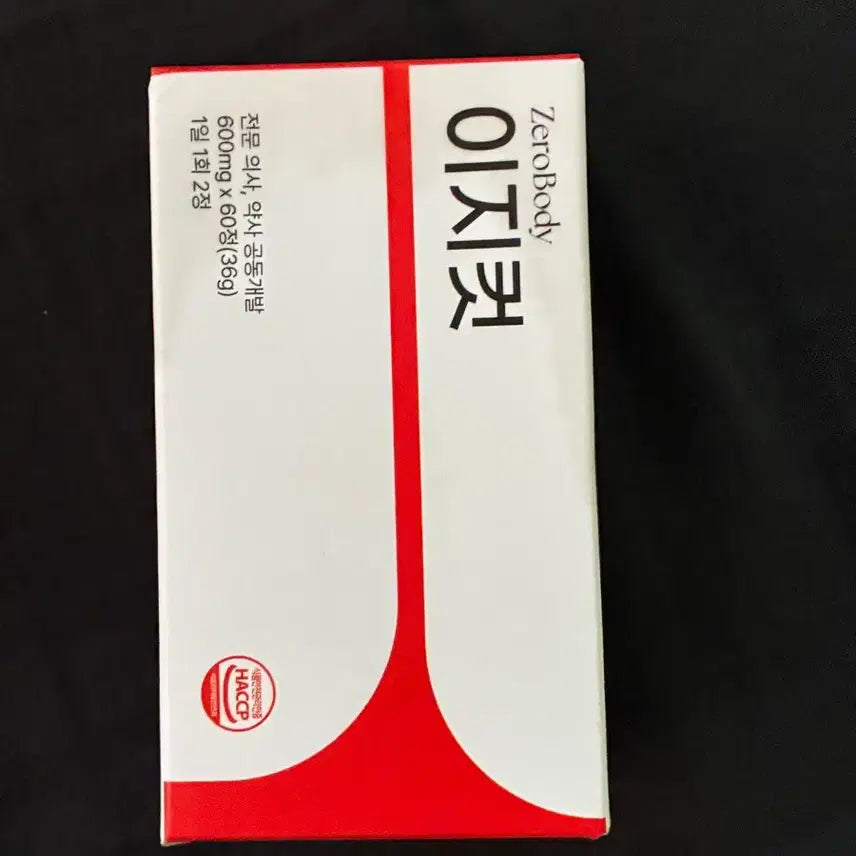 ZeroBody
이지컷
전문 의사, 약사 공동개발
600mg x 60정(36g)
1일 1회 2정
HACCP